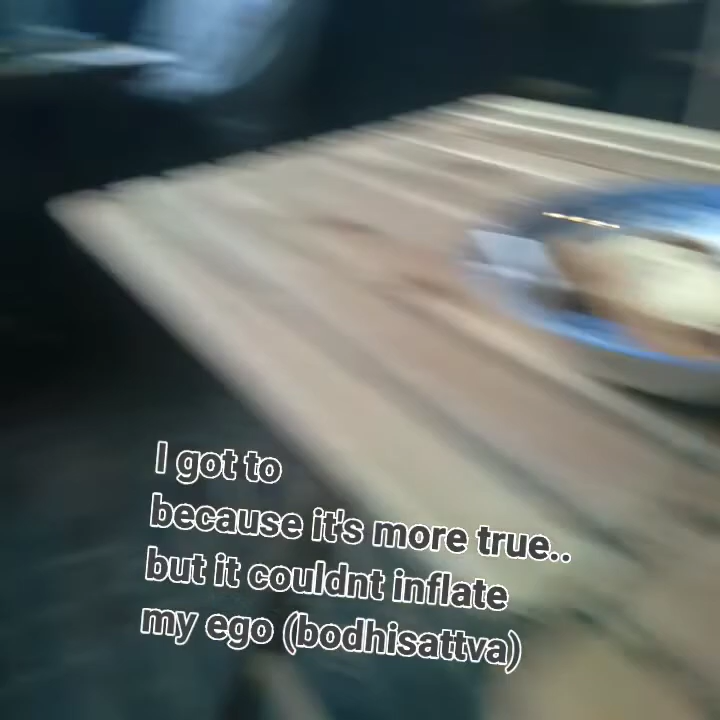 I got to
because it's more true..
but it couldnt inflate
my ego (bodhisattva)